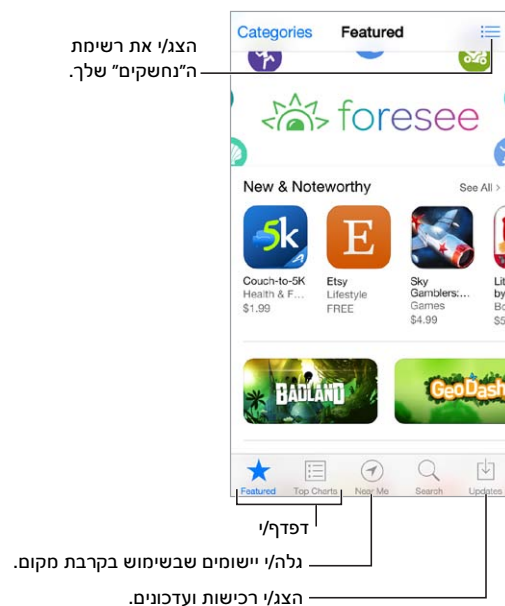 הצג/י את רשימת
ה"נחשקים" שלך.
Categories Featured
foresee
New & Noteworthy See All >
5k
E
Couch-to-5K Etsy Sky
Gamblers:...
Health & F... Lifestyle Games
$1.99 FREE $4.99
BADLAND GeoDash
Featured Top Charts Near Me Search Updates
דפדף/י
גלה/י יישומים שבשימוש בקרבת מקום.
הצג/י רכישות ועדכונים.